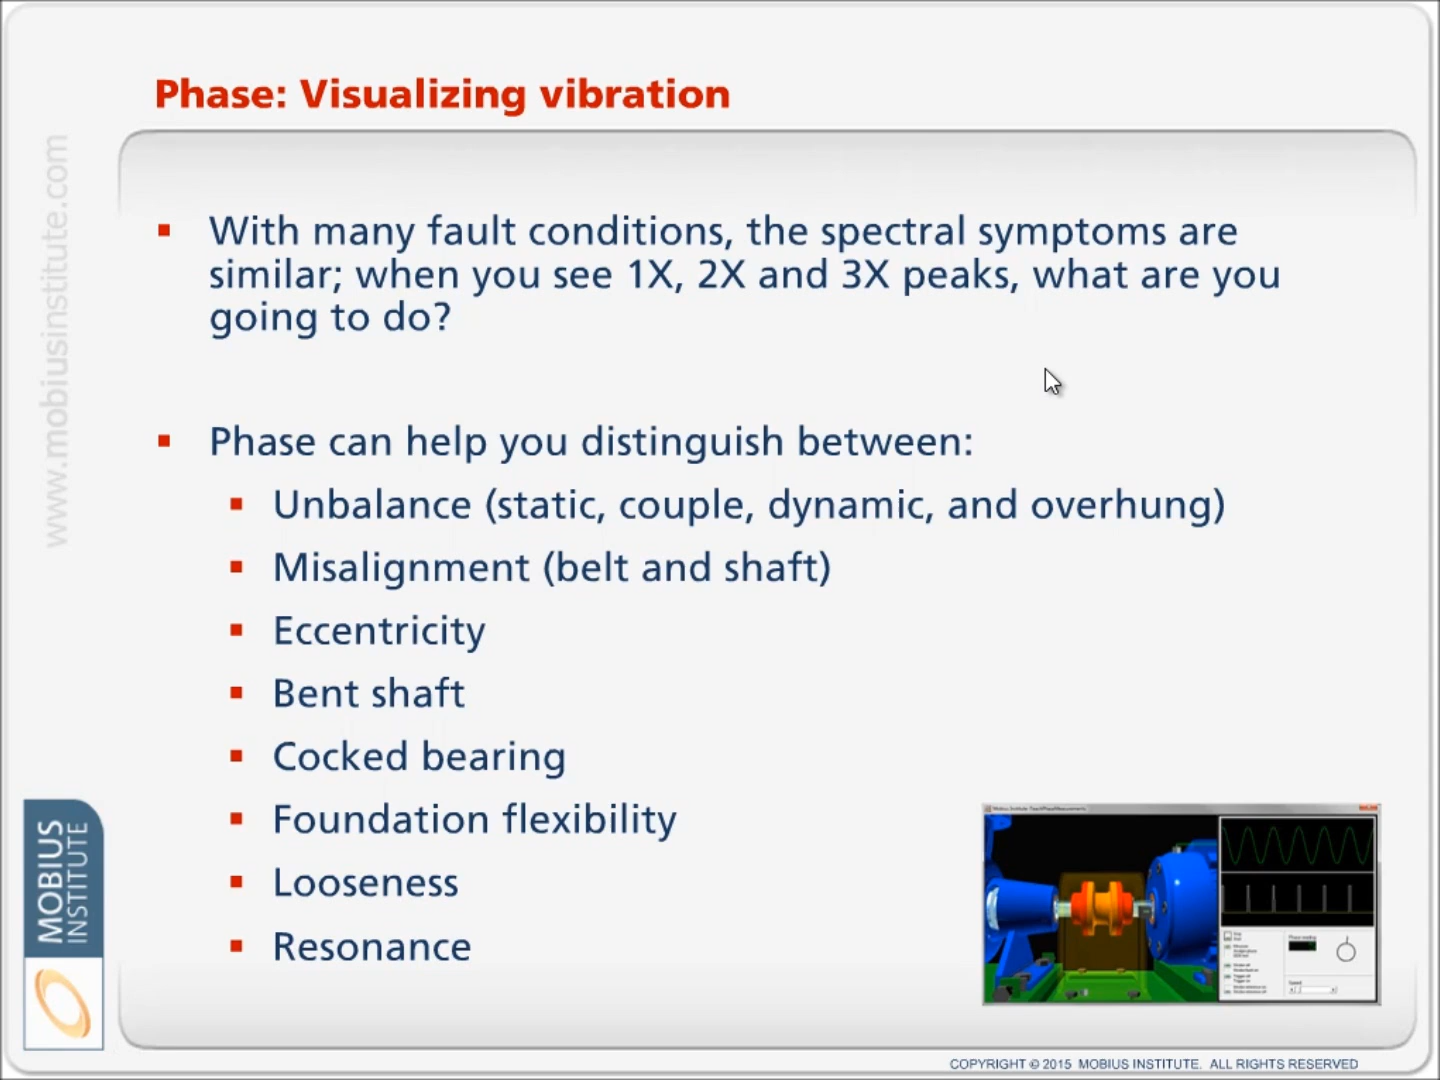 Phase: Visualizing vibration
www.mobiusinstitute.com
With many fault conditions, the spectral symptoms are
similar; when you see 1X, 2X and 3X peaks, what are you
going to do?
Phase can help you distinguish between:
Unbalance (static, couple, dynamic, and overhung)
Misalignment (belt and shaft)
Eccentricity
Bent shaft
Cocked bearing
Foundation flexibility
Looseness
Resonance
MOBIUS
INSTITUTE
COPYRIGHT © 2015 MOBIUS INSTITUTE. ALL RIGHTS RESERVED